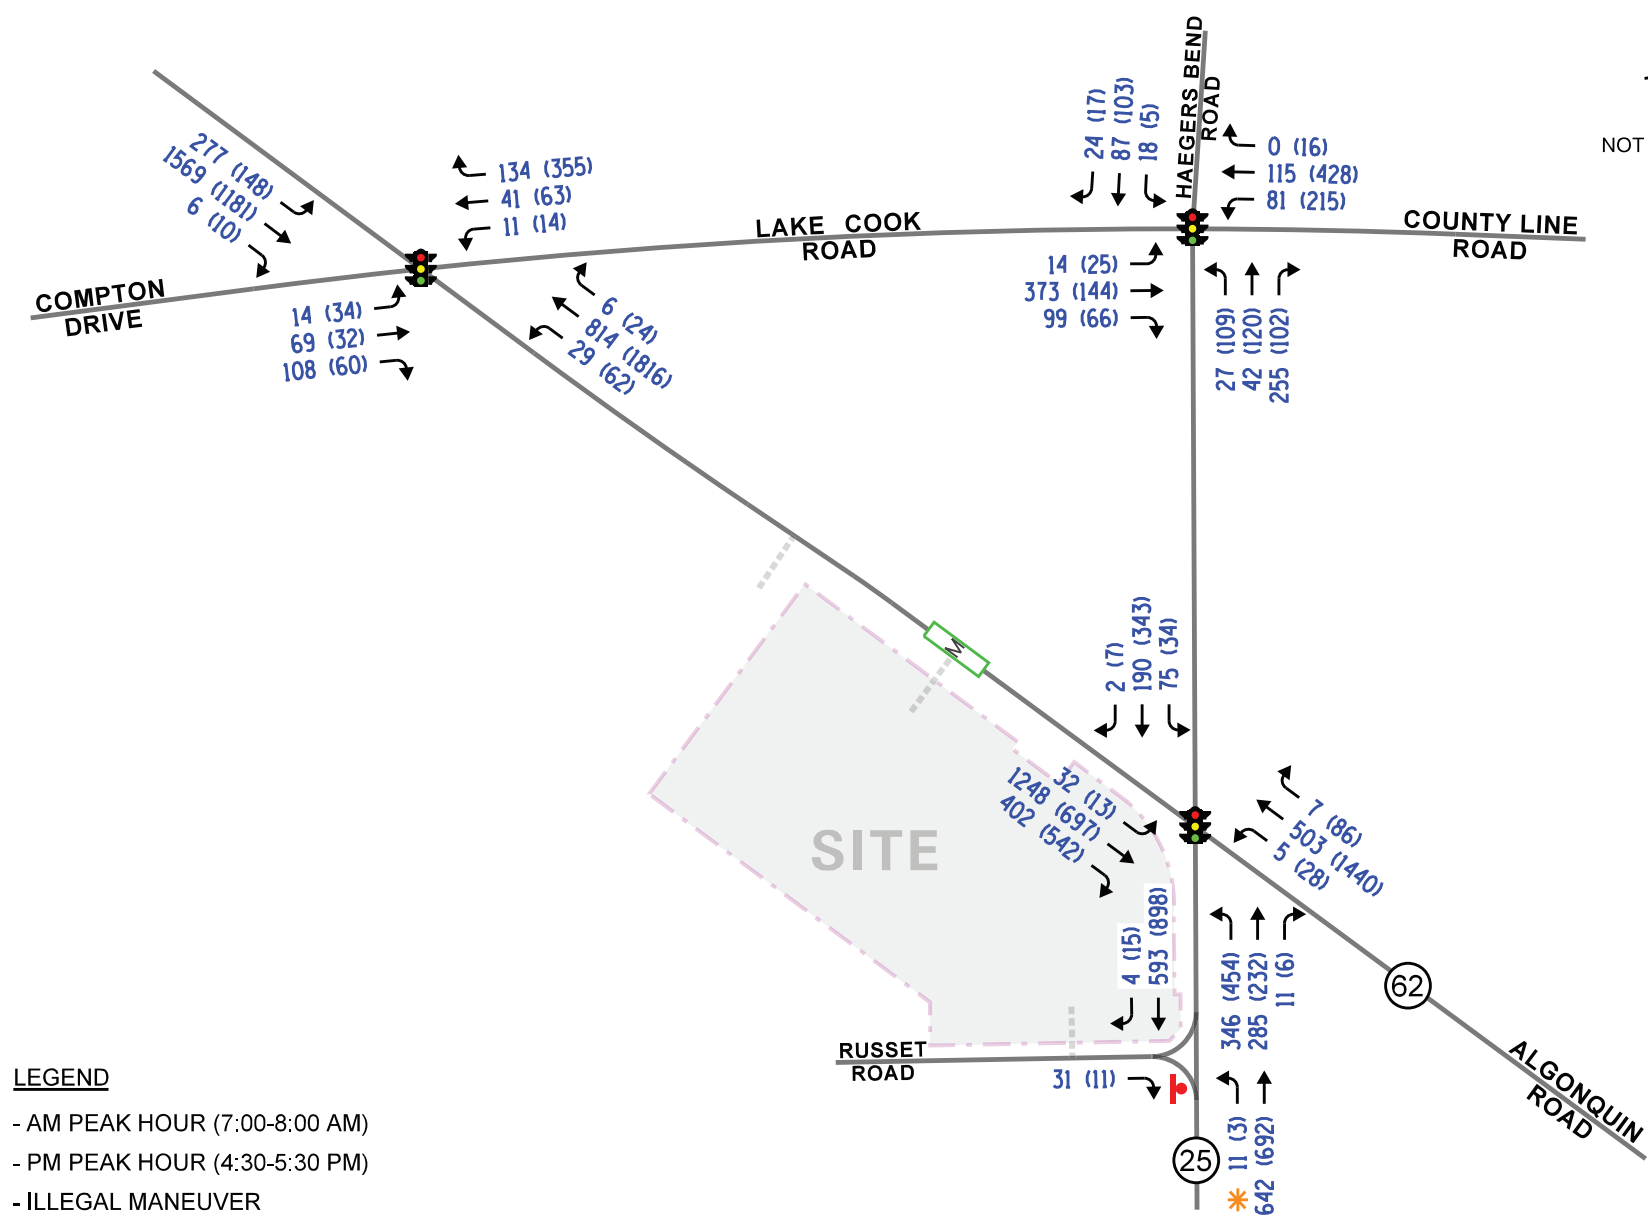 HAEGERS BEND
ROAD
NOT
24 (17)
87 (103)
18 (5)
0 (16)
115 (428)
81 (215)
277 (148)
1569 (1181)
6 (10)
134 (355)
41 (63)
11 (14)
LAKE COOK
ROAD
COUNTY LINE
ROAD
COMPTON
DRIVE
14 (34)
69 (32)
108 (60)
6 (24)
814 (1816)
29 (62)
14 (25)
373 (144)
99 (66)
27 (109)
42 (120)
255 (102)
M
2 (7)
190 (343)
75 (34)
32 (13)
1248 (697)
402 (542)
SITE
7 (86)
503 (1440)
5 (28)
4 (15)
593 (898)
346 (454)
285 (232)
11 (6)
62
RUSSET
ROAD
31 (11)
ALGONQUIN
ROAD
11 (3)
642 (692)
25
LEGEND
- AM PEAK HOUR (7:00-8:00 AM)
- PM PEAK HOUR (4:30-5:30 PM)
- ILLEGAL MANEUVER